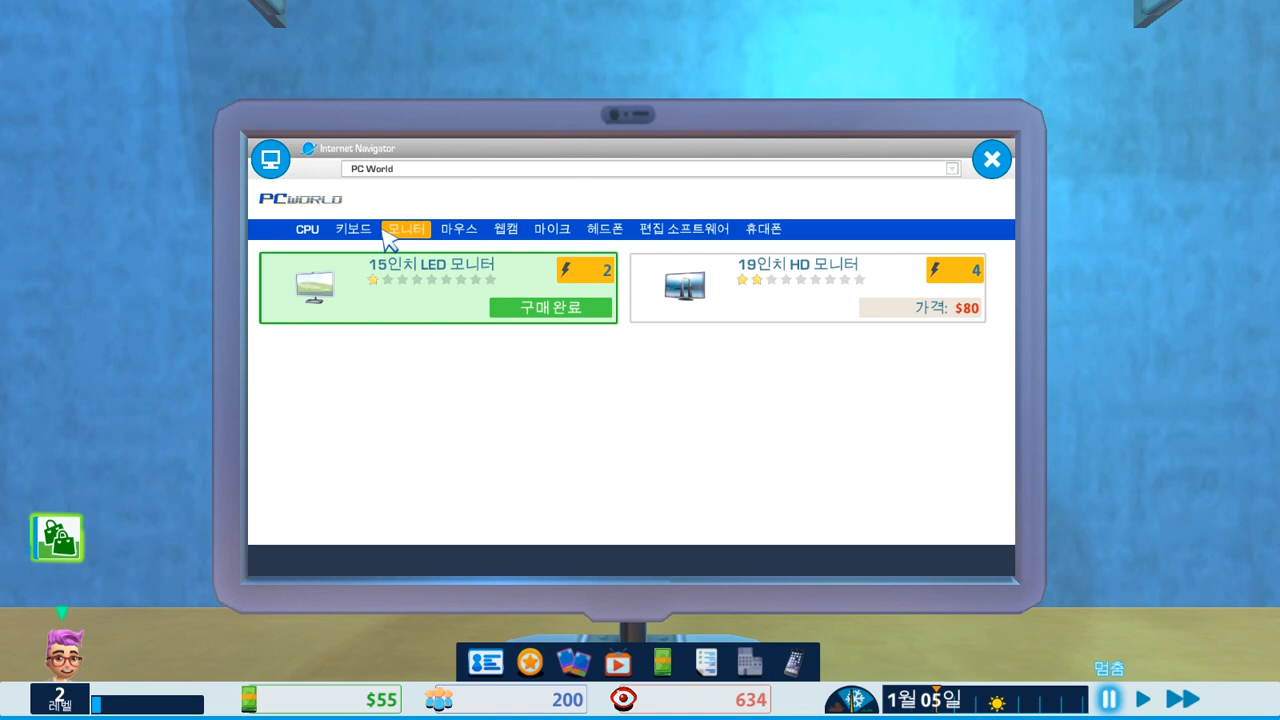 Internet Navigator
PC World
PCWORLD
CPU 키보드 모니터 마우스 웹캠 마이크 헤드폰 편집 소프트웨어 휴대폰
15인치 LED 모니터 2
구매 완료
19인치 HD 모니터 4
가격: $80
멈춤
2
레벨
$55 200 634 1월 05일